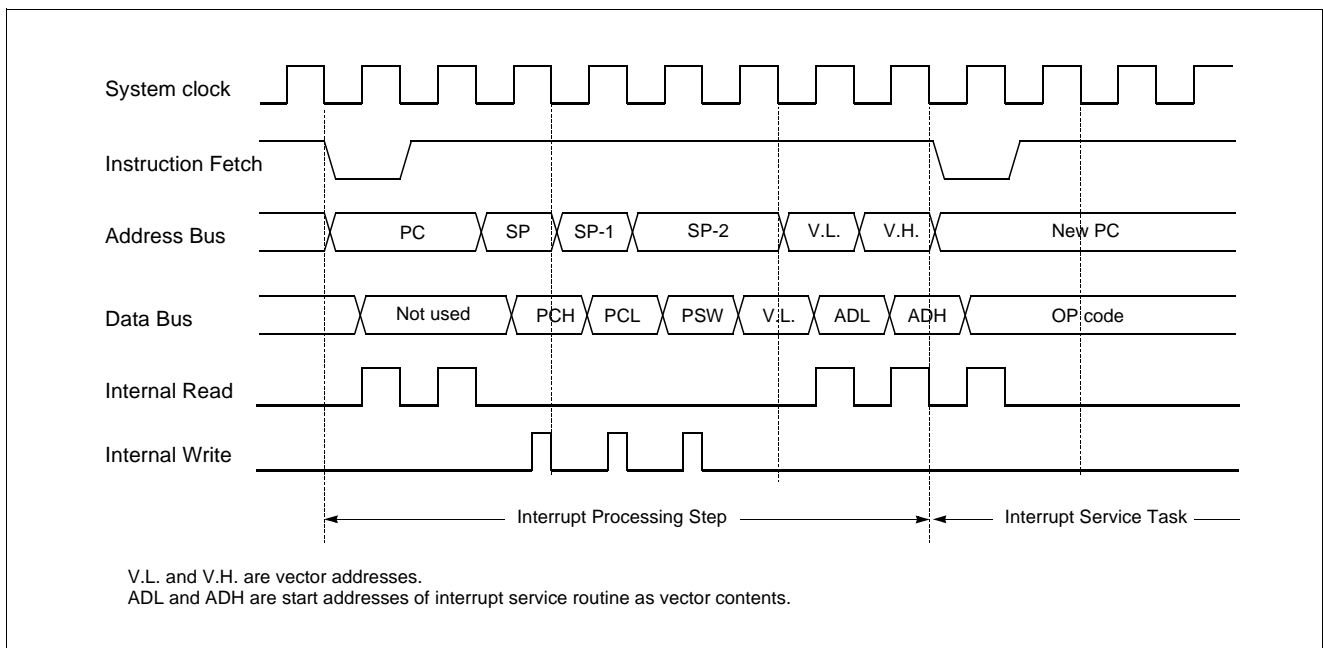 System clock
Instruction Fetch
Address Bus
PC SP SP-1 SP-2 V.L. V.H. New PC
Data Bus
Not used PCH PCL PSW V.L. ADL ADH OP code
Internal Read
Internal Write
Interrupt Processing Step Interrupt Service Task
V.L. and V.H. are vector addresses.
ADL and ADH are start addresses of interrupt service routine as vector contents.